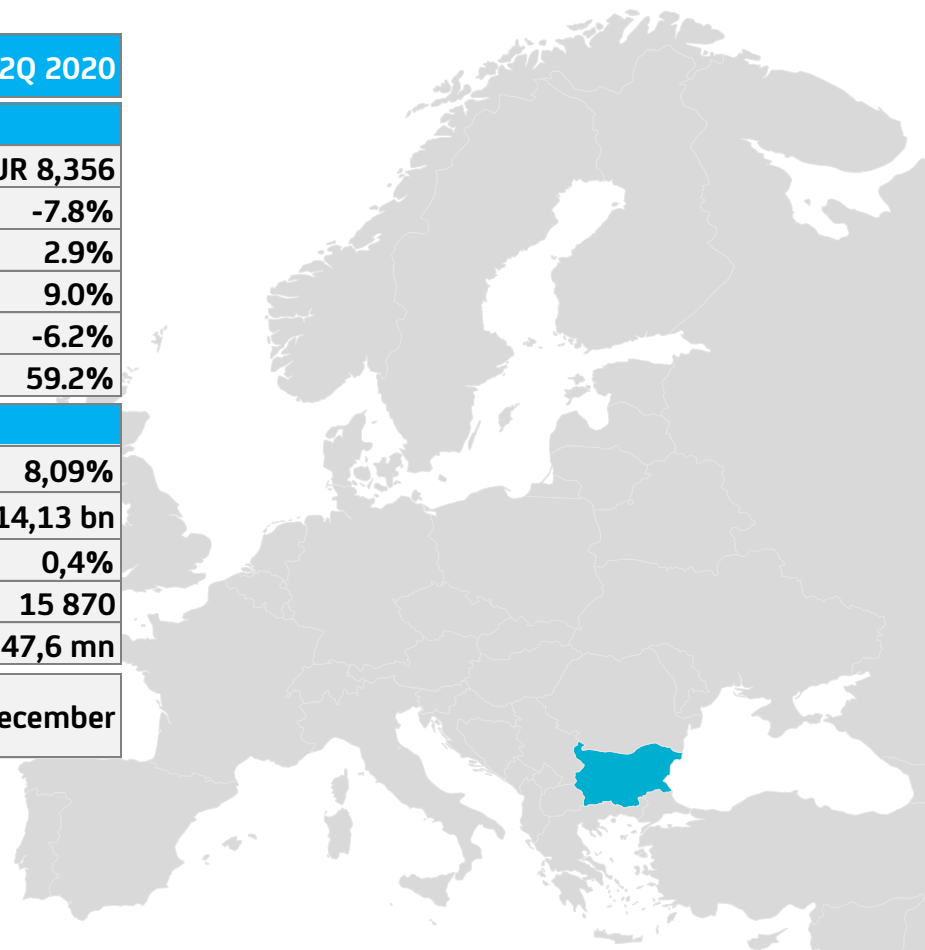 2Q 2020
UR 8,356
-7.8%
2.9%
9.0%
-6.2%
59.2%
8,09%
14,13 bn
0,4%
15 870
47,6 mn
ecember